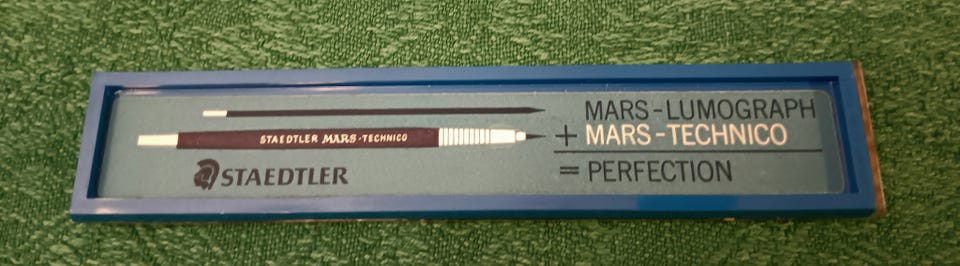 MARS-LUMOGRAPH
STAEDTLER MARS-TECHNICO
+ MARS-TECHNICO
STAEDTLER
= PERFECTION